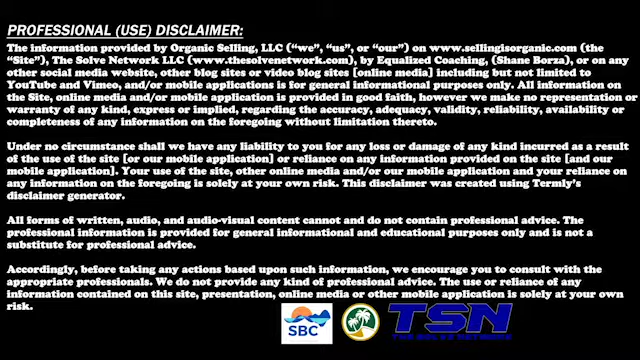 PROFESSIONAL (USE) DISCLAIMER:
The information provided by Organic Selling, LLC (“we”, “us”, or “our”) on www.sellingisorganic.com (the
“Site”), The Solve Network LLC (www.thesolvenetwork.com), by Equalized Coaching, (Shane Borza), or on any
other social media website, other blog sites or video blog sites [online media] including but not limited to
YouTube and Vimeo, and/or mobile applications is for general informational purposes only. All information on
the Site, online media and/or mobile application is provided in good faith, however we make no representation or
warranty of any kind, express or implied, regarding the accuracy, adequacy, validity, reliability, availability or
completeness of any information on the foregoing without limitation thereto.
Under no circumstance shall we have any liability to you for any loss or damage of any kind incurred as a result
of the use of the site [or our mobile application] or reliance on any information provided on the site [and our
mobile application]. Your use of the site, other online media and/or our mobile application and your reliance on
any information on the foregoing is solely at your own risk. This disclaimer was created using Termly’s
disclaimer generator.
All forms of written, audio, and audio-visual content cannot and do not contain professional advice. The
professional information is provided for general informational and educational purposes only and is not a
substitute for professional advice.
Accordingly, before taking any actions based upon such information, we encourage you to consult with the
appropriate professionals. We do not provide any kind of professional advice. The use or reliance of any
information contained on this site, presentation, online media or other mobile application is solely at your own
risk.
SBC
TSN
THE SOLVE NETWORK